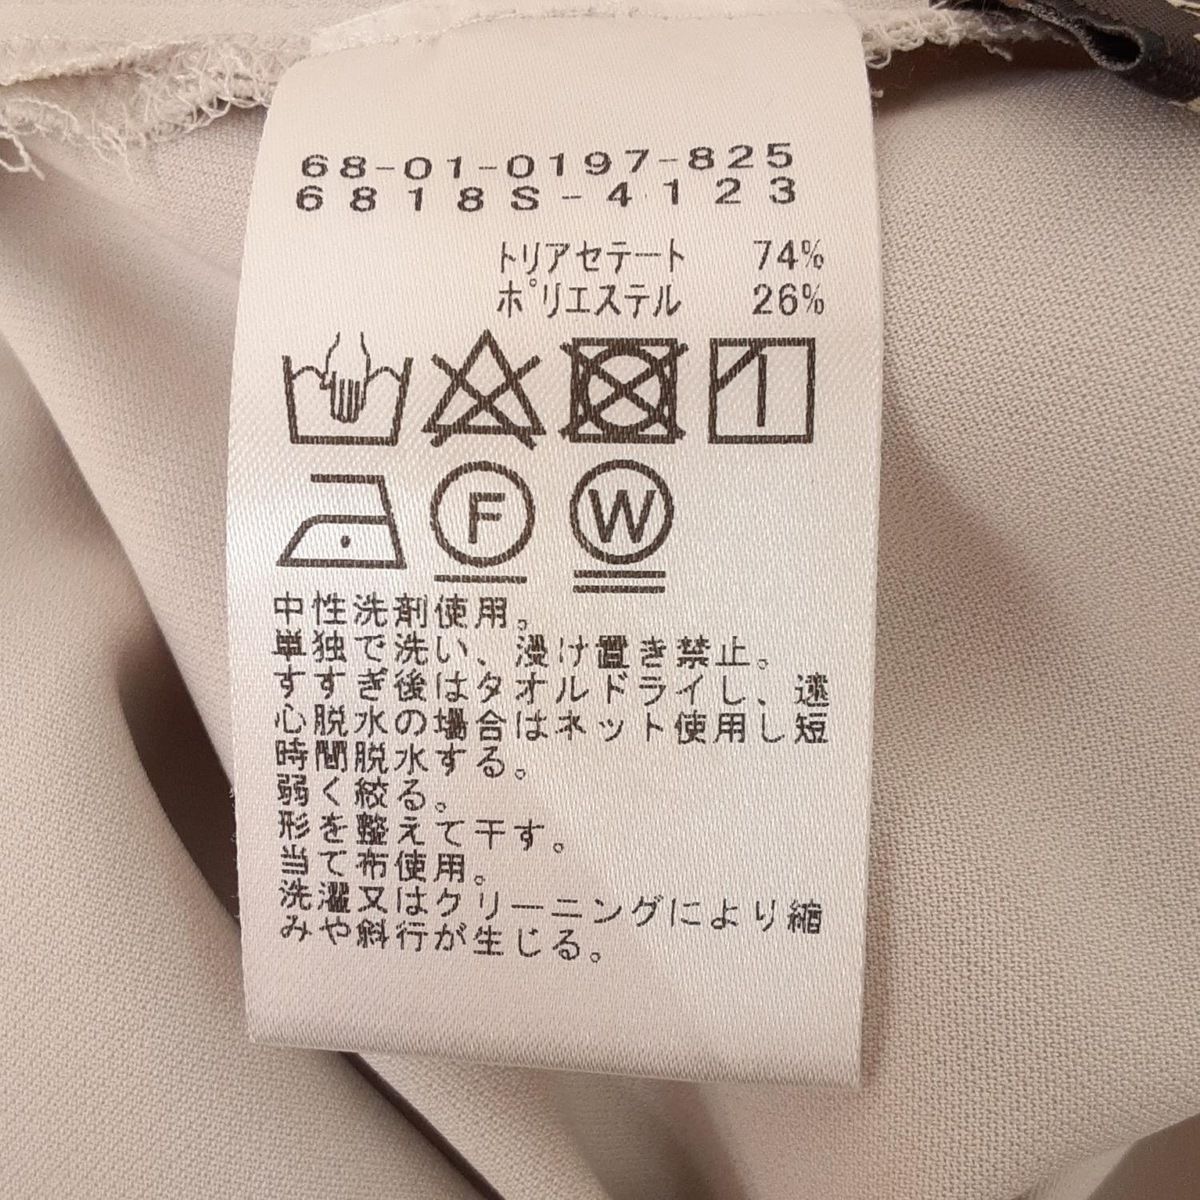 68-01-0197-825
6818S-4123
トリアセテート 74%
ポリエステル 26%
F
W
中性洗剤使用。
単独で洗い、浸け置き禁止。
すすぎ後はタオルドライし、遠
心脱水の場合はネット使用し短
時間脱水する。
弱く絞る。
形を整えて干す。
当て布使用。
洗濯又はクリーニングにより縮
みや斜行が生じる。